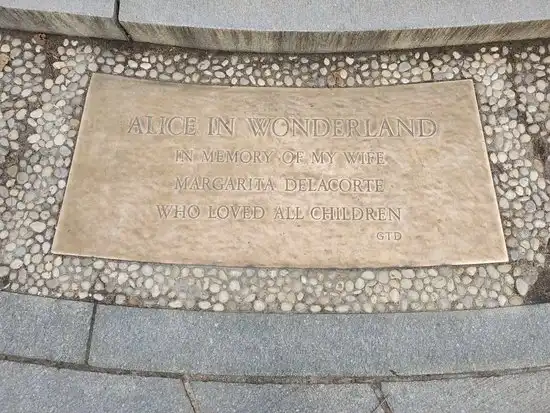 ALICE IN WONDERLAND
IN MEMORY OF MY WIFE
MARGARITA DELACORTE
WHO LOVED ALL CHILDREN
GTD